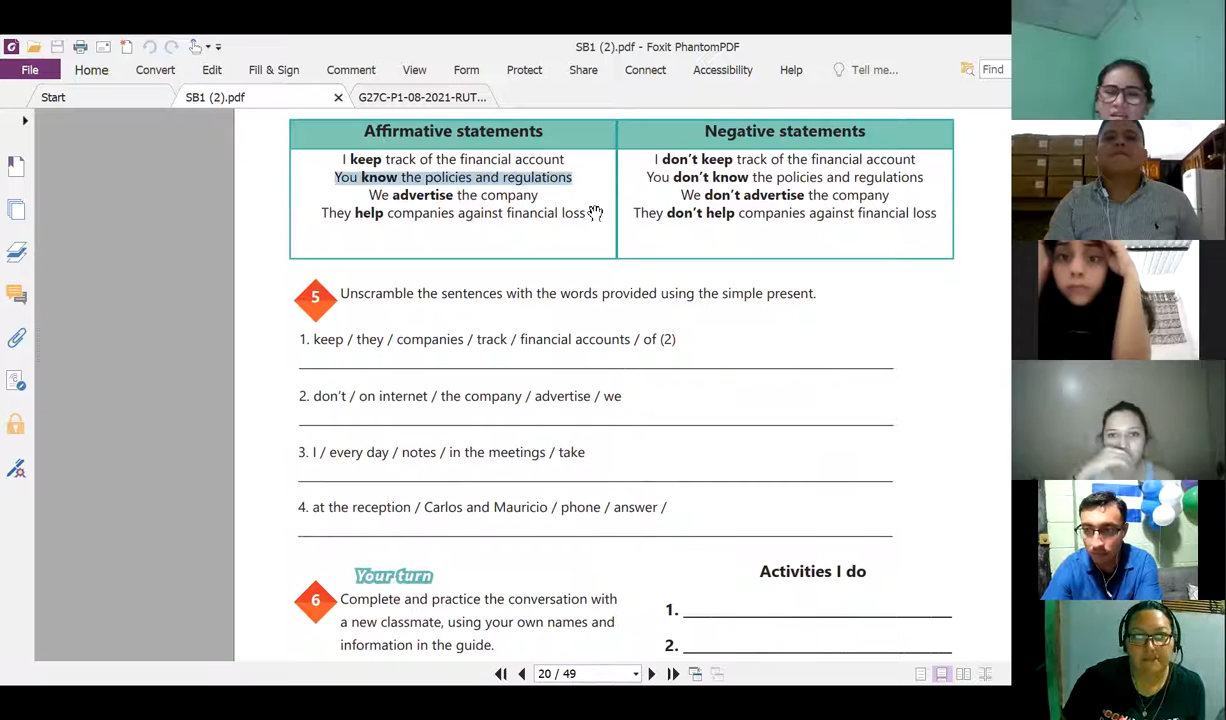 SB1 (2).pdf - Foxit PhantomPDF
File Home Convert Edit Fill & Sign Comment View Form Protect Share Connect Accessibility Help Tell me... Find
Start SB1 (2).pdf G27C-P1-08-2021-RUT...
Affirmative statements
I keep track of the financial account
You know the policies and regulations
We advertise the company
They help companies against financial loss
Negative statements
I don't keep track of the financial account
You don't know the policies and regulations
We don't advertise the company
They don't help companies against financial loss
5 Unscramble the sentences with the words provided using the simple present.
1. keep / they / companies / track / financial accounts / of (2)
2. don't / on internet / the company / advertise / we
3. I / every day / notes / in the meetings / take
4. at the reception / Carlos and Mauricio / phone / answer /
Your turn
6 Complete and practice the conversation with
a new classmate, using your own names and
information in the guide.
Activities I do
1.
2.
20 / 49